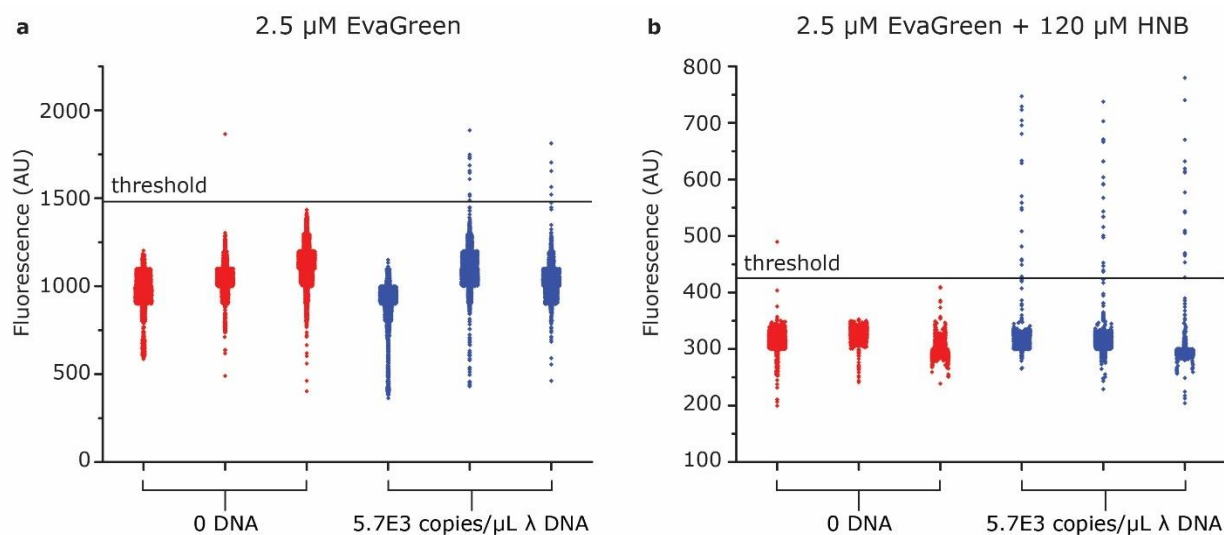 a
2.5 µM EvaGreen
Fluorescence (AU)
2000
1500
1000
500
0
threshold
0 DNA
5.7E3 copies/µL λ DNA
b
2.5 µM EvaGreen + 120 µM HNB
Fluorescence (AU)
800
700
600
500
400
300
200
100
threshold
0 DNA
5.7E3 copies/µL λ DNA